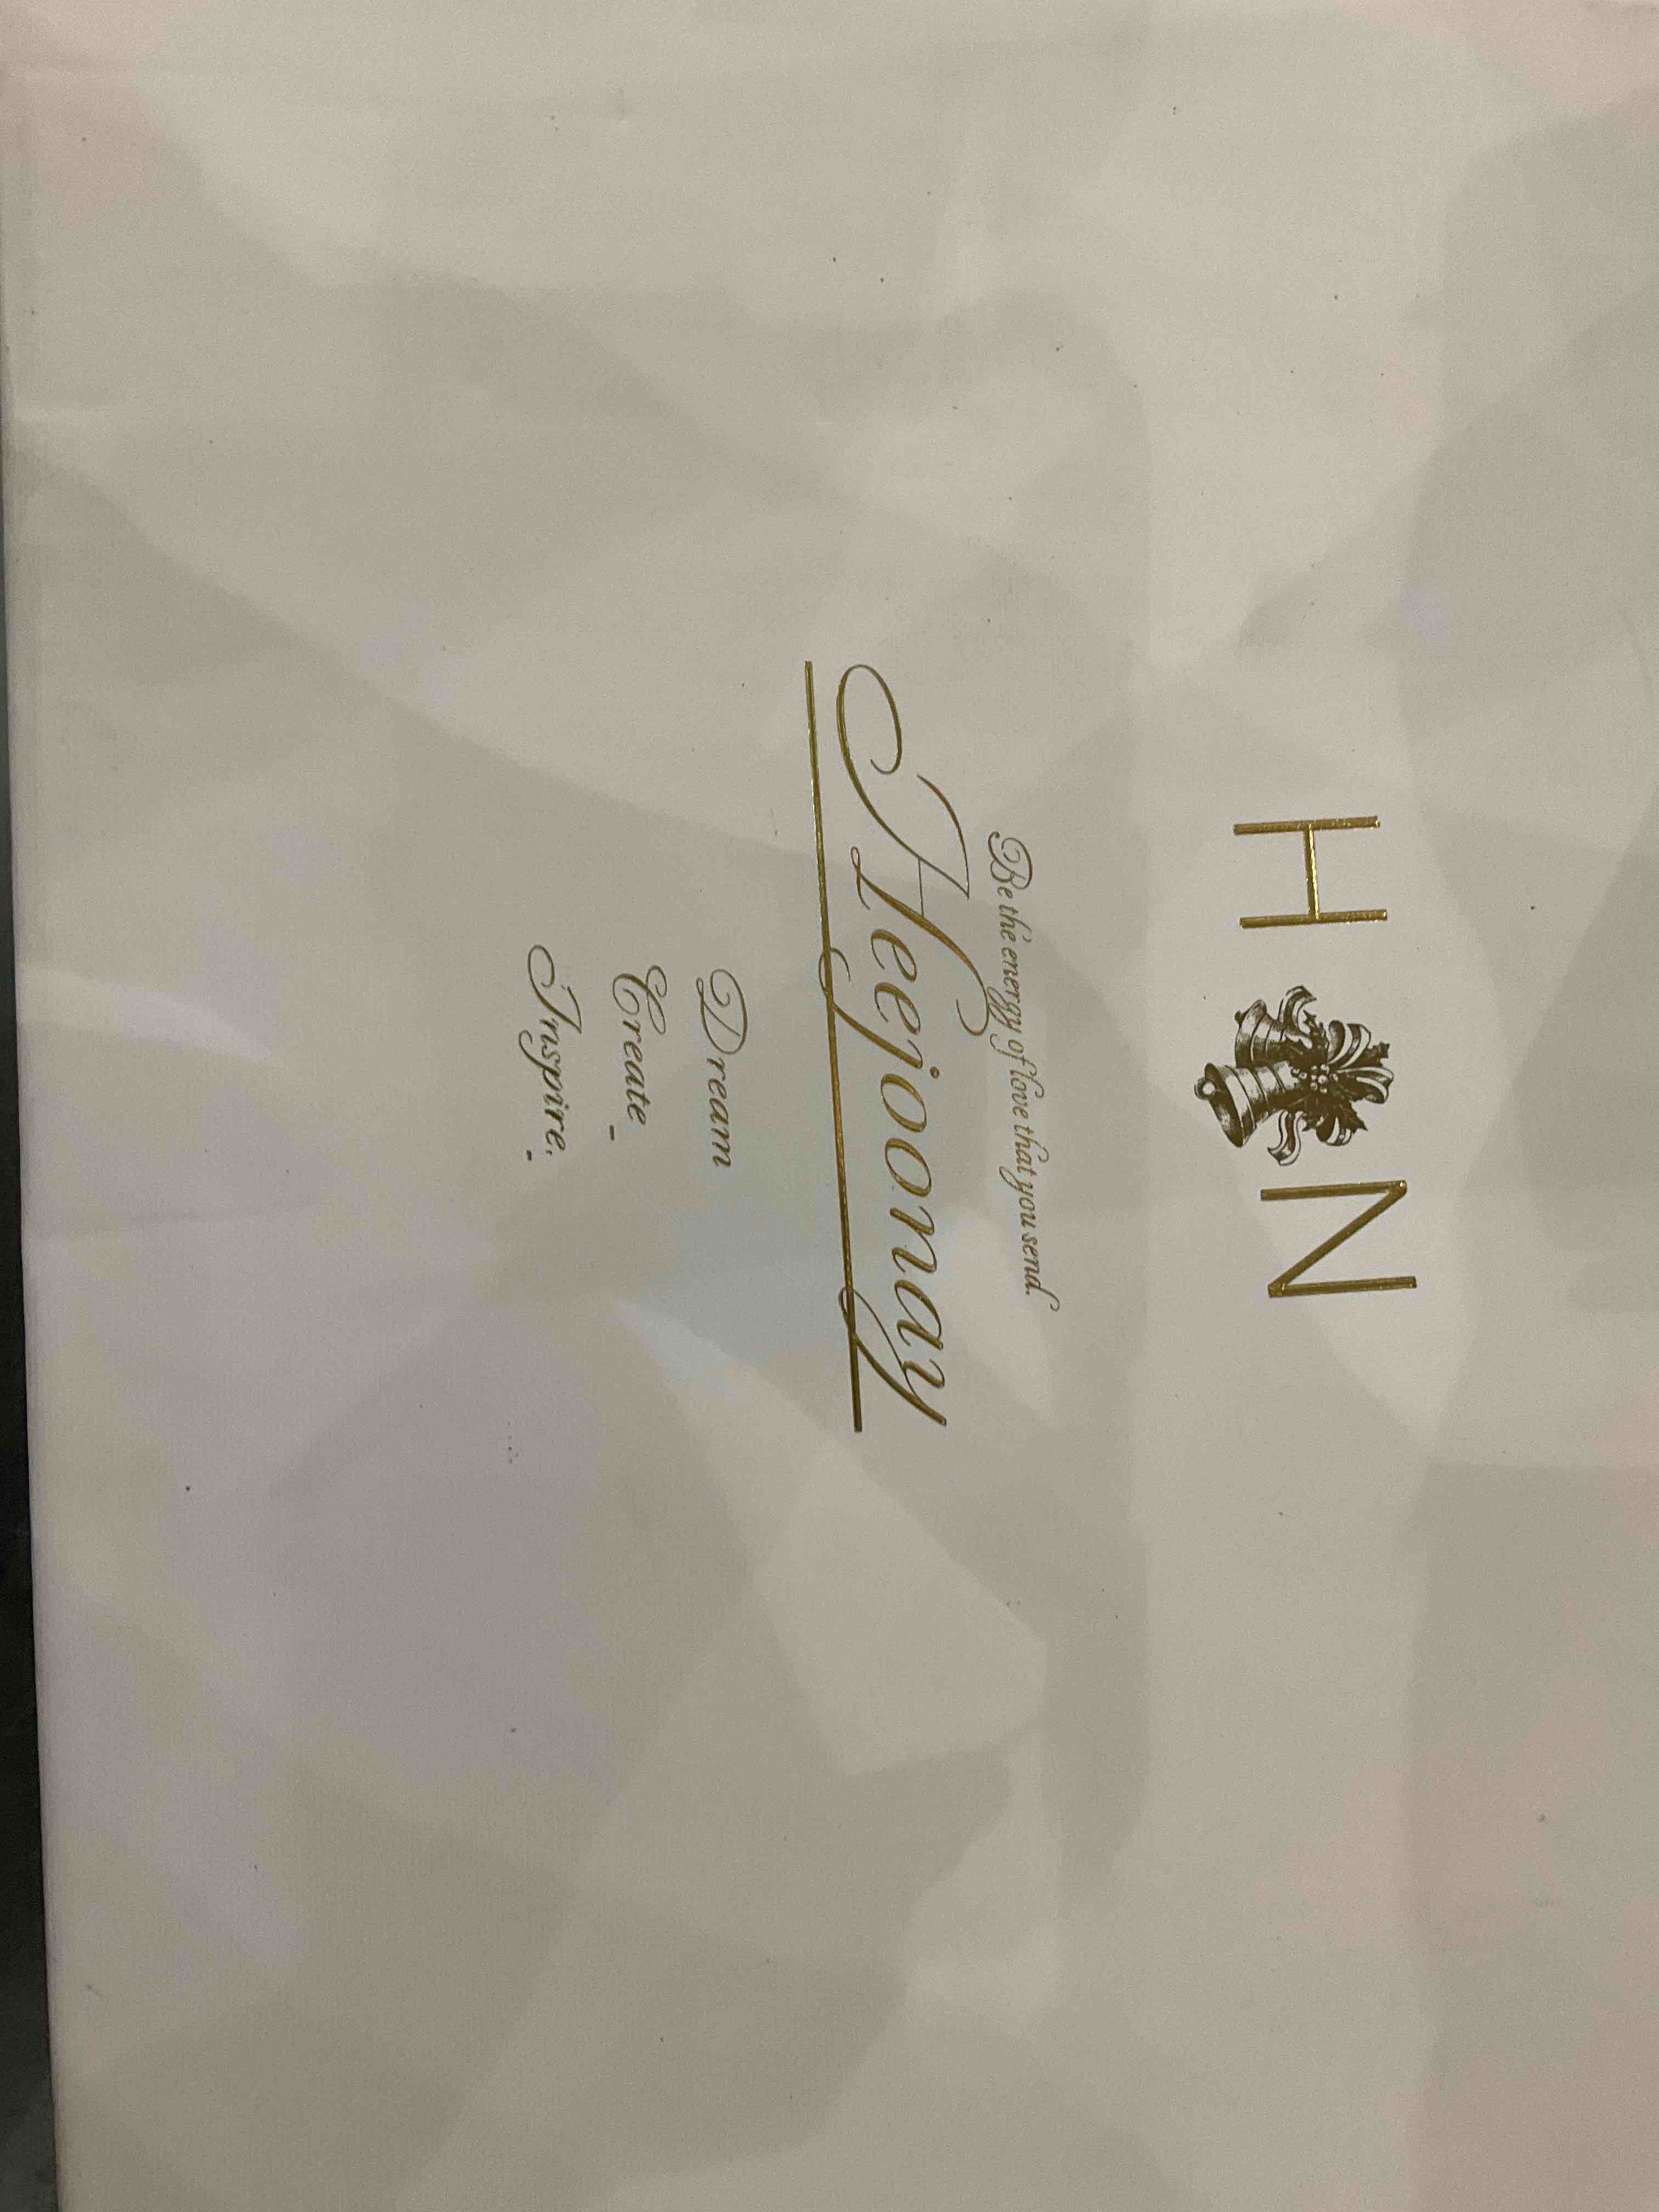 H N
Be the energy of love that you send.
Heejoonay
Dream
Create
Inspire.